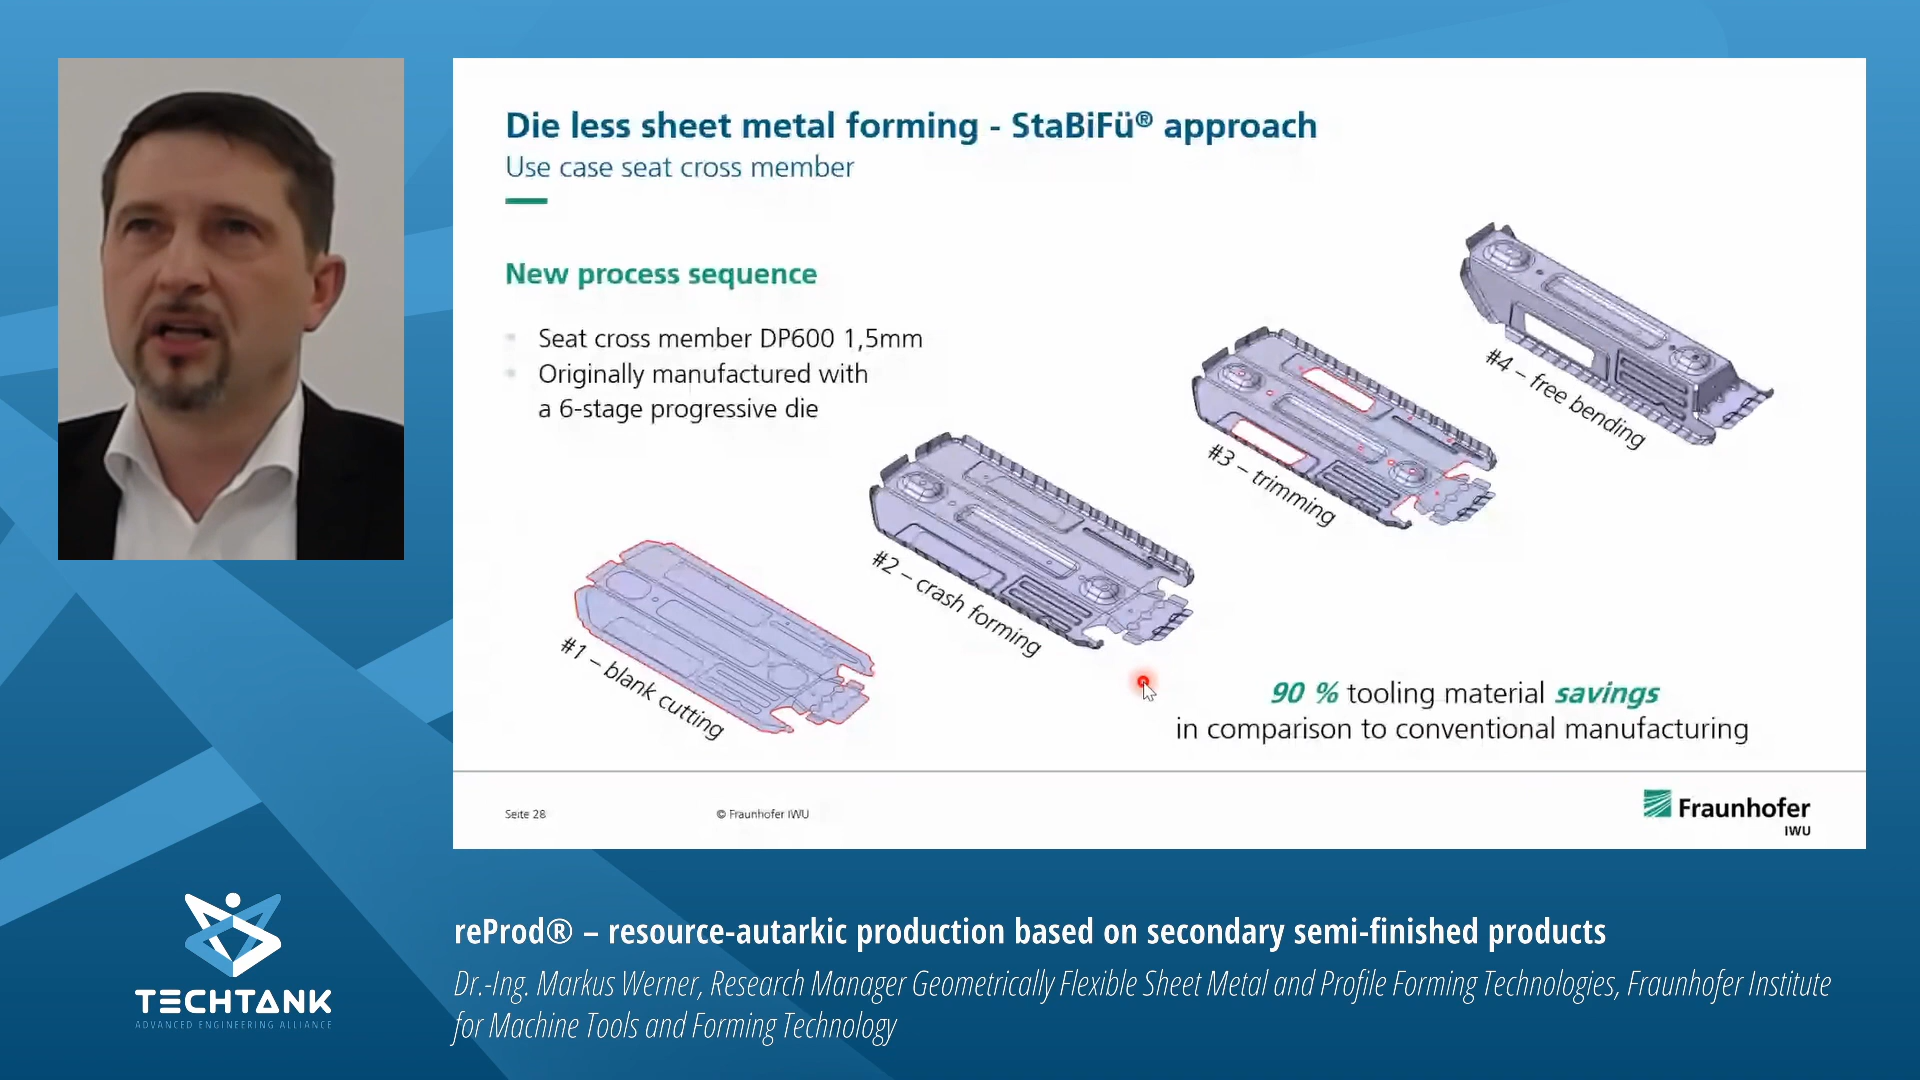 Die less sheet metal forming - StaBiFü® approach
Use case seat cross member
New process sequence
Seat cross member DP600 1,5mm
Originally manufactured with
a 6-stage progressive die
#1 – blank cutting
#2 – crash forming
#3 – trimming
#4 – free bending
90 % tooling material savings
in comparison to conventional manufacturing
Seite 28
© Fraunhofer IWU
Fraunhofer
IWU
TECHTANK
ADVANCED ENGINEERING ALLIANCE
reProd® – resource-autarkic production based on secondary semi-finished products
Dr.-Ing. Markus Werner, Research Manager Geometrically Flexible Sheet Metal and Profile Forming Technologies, Fraunhofer Institute
for Machine Tools and Forming Technology